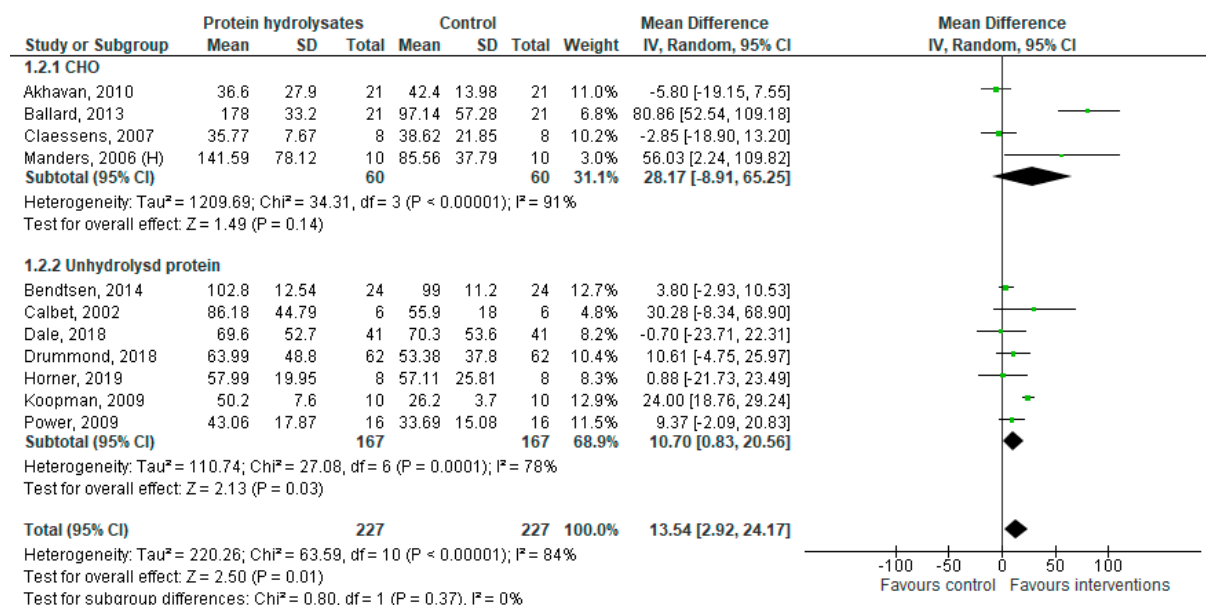 Protein hydrolysates Control Mean Difference Mean Difference
Study or Subgroup Mean SD Total Mean SD Total Weight IV, Random, 95% CI IV, Random, 95% CI
1.2.1 CHO
Akhavan, 2010 36.6 27.9 21 42.4 13.98 21 11.0% -5.80 [-19.15, 7.55]
Ballard, 2013 178 33.2 21 97.14 57.28 21 6.8% 80.86 [52.54, 109.18]
Claessens, 2007 35.77 7.67 8 38.62 21.85 8 10.2% -2.85 [-18.90, 13.20]
Manders, 2006 (H) 141.59 78.12 10 85.56 37.79 10 3.0% 56.03 [2.24, 109.82]
Subtotal (95% CI) 60 60 31.1% 28.17 [-8.91, 65.25]
Heterogeneity: Tau² = 1209.69; Chi² = 34.31, df = 3 (P < 0.00001); I² = 91%
Test for overall effect: Z = 1.49 (P = 0.14)
1.2.2 Unhydrolysd protein
Bendtsen, 2014 102.8 12.54 24 99 11.2 24 12.7% 3.80 [-2.93, 10.53]
Calbet, 2002 86.18 44.79 6 55.9 18 6 4.8% 30.28 [-8.34, 68.90]
Dale, 2018 69.6 52.7 41 70.3 53.6 41 8.2% -0.70 [-23.71, 22.31]
Drummond, 2018 63.99 48.8 62 53.38 37.8 62 10.4% 10.61 [-4.75, 25.97]
Horner, 2019 57.99 19.95 8 57.11 25.81 8 8.3% 0.88 [-21.73, 23.49]
Koopman, 2009 50.2 7.6 10 26.2 3.7 10 12.9% 24.00 [18.76, 29.24]
Power, 2009 43.06 17.87 16 33.69 15.08 16 11.5% 9.37 [-2.09, 20.83]
Subtotal (95% CI) 167 167 68.9% 10.70 [0.83, 20.56]
Heterogeneity: Tau² = 110.74; Chi² = 27.08, df = 6 (P = 0.0001); I² = 78%
Test for overall effect: Z = 2.13 (P = 0.03)
Total (95% CI) 227 227 100.0% 13.54 [2.92, 24.17]
Heterogeneity: Tau² = 220.26; Chi² = 63.59, df = 10 (P < 0.00001); I² = 84%
Test for overall effect: Z = 2.50 (P = 0.01)
Test for subgroup differences: Chi² = 0.80, df = 1 (P = 0.37), I² = 0%
-100 -50 0 50 100
Favours control Favours interventions